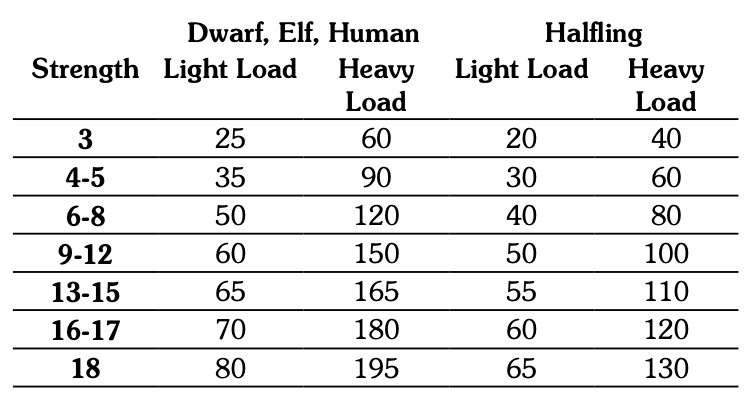 Dwarf, Elf, Human Halfling
Strength Light Load Heavy Load Light Load Heavy Load
3 25 60 20 40
4-5 35 90 30 60
6-8 50 120 40 80
9-12 60 150 50 100
13-15 65 165 55 110
16-17 70 180 60 120
18 80 195 65 130